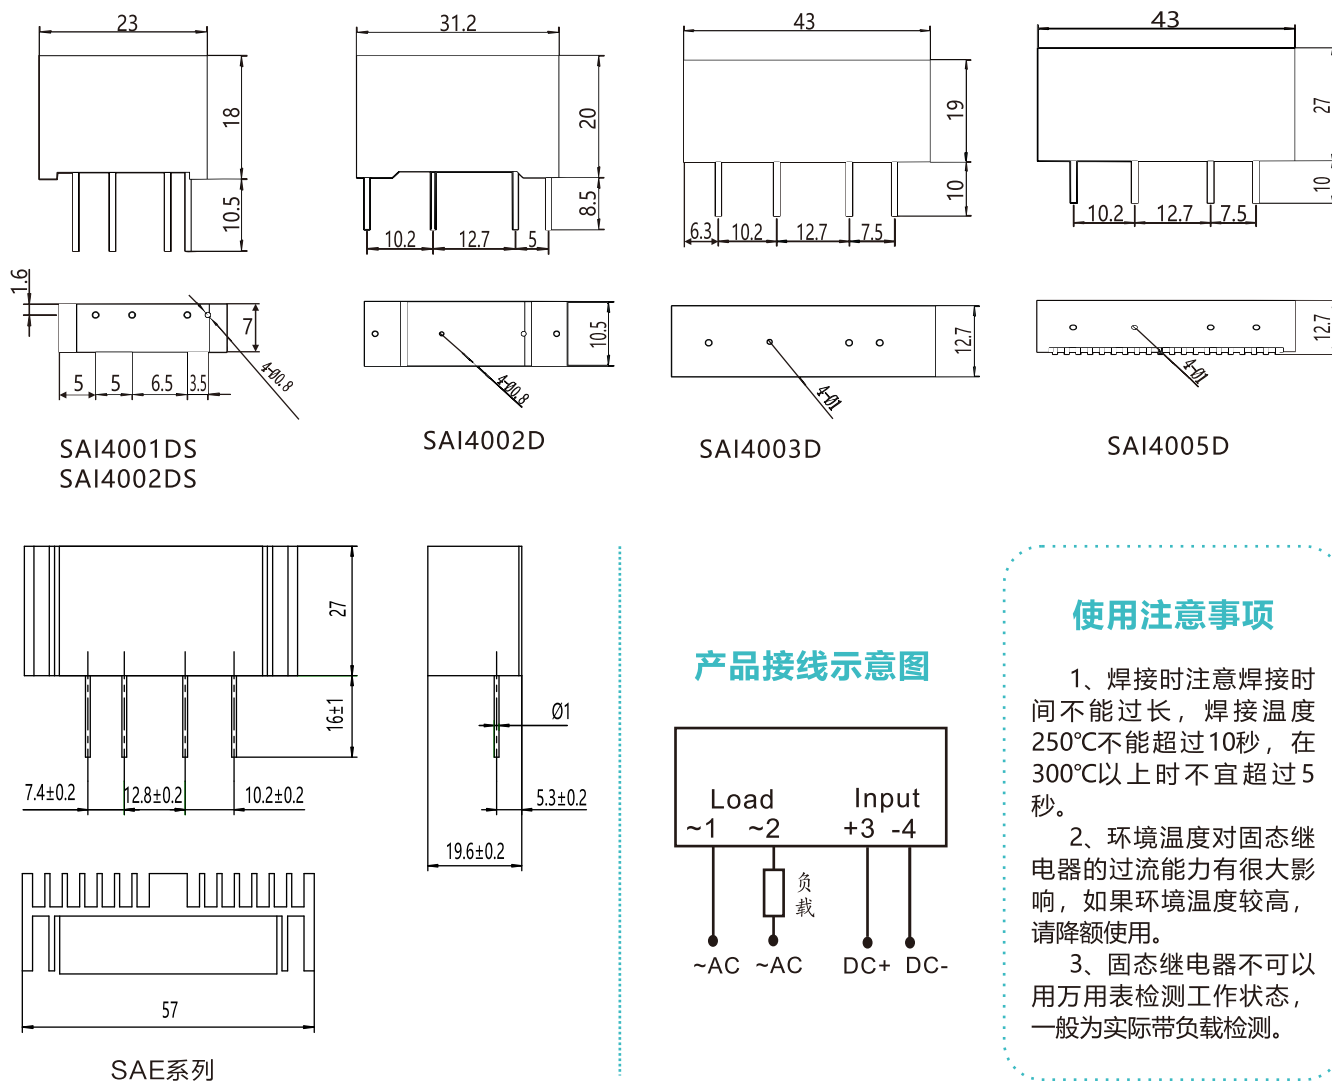 23
18
10.5
1.6
7
5
5
6.5
3.5
4-Ø0.8
SAI4001DS
SAI4002DS
31.2
20
8.5
10.2
12.7
5
10.5
4-Ø0.8
SAI4002D
43
19
10
6.3
10.2
12.7
7.5
12.7
4-Ø1
SAI4003D
43
27
10
10.2
12.7
7.5
12.7
4-Ø1
SAI4005D
27
16±1
7.4±0.2
12.8±0.2
10.2±0.2
Ø1
5.3±0.2
19.6±0.2
57
SAE系列
产品接线示意图
Load
Input
~1
~2
+3
-4
负
载
~AC
~AC
DC+
DC-
使用注意事项
1、焊接时注意焊接时
间不能过长，焊接温度
250℃不能超过10秒，在
300℃以上时不宜超过5
秒。
2、环境温度对固态继
电器的过流能力有很大影
响，如果环境温度较高，
请降额使用。
3、固态继电器不可以
用万用表检测工作状态，
一般为实际带负载检测。